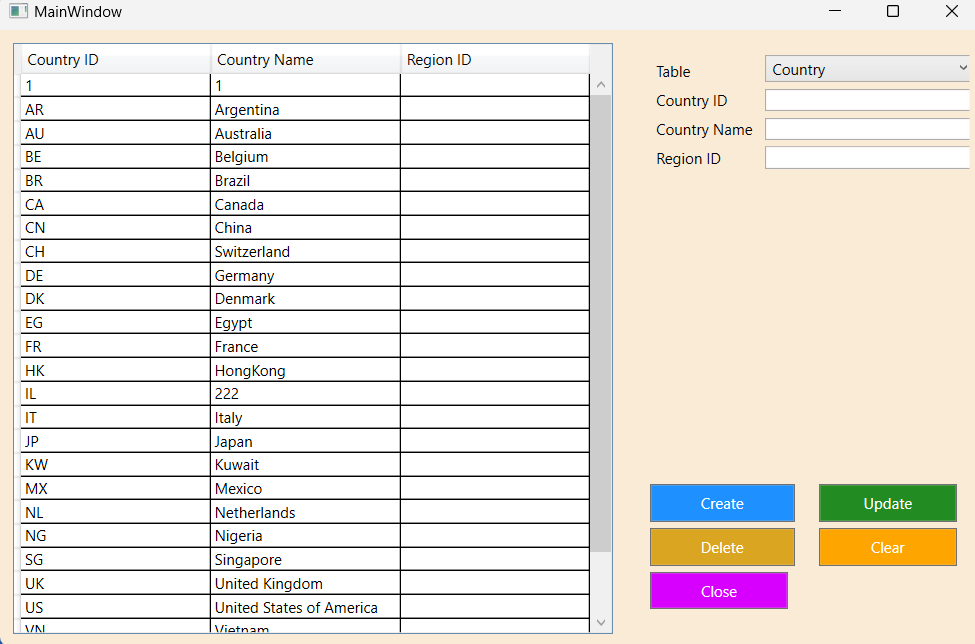 MainWindow
Country ID Country Name Region ID
1 1
AR Argentina
AU Australia
BE Belgium
BR Brazil
CA Canada
CN China
CH Switzerland
DE Germany
DK Denmark
EG Egypt
FR France
HK HongKong
IL 222
IT Italy
JP Japan
KW Kuwait
MX Mexico
NL Netherlands
NG Nigeria
SG Singapore
UK United Kingdom
US United States of America
VN Vietnam
Table Country
Country ID
Country Name
Region ID
Create Update
Delete Clear
Close